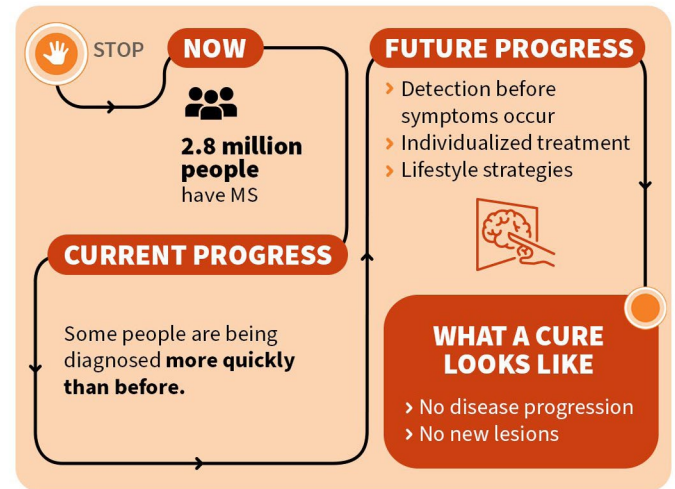 STOP
NOW
2.8 million
people
have MS
CURRENT PROGRESS
Some people are being
diagnosed more quickly
than before.
FUTURE PROGRESS
Detection before
symptoms occur
Individualized treatment
Lifestyle strategies
WHAT A CURE
LOOKS LIKE
No disease progression
No new lesions